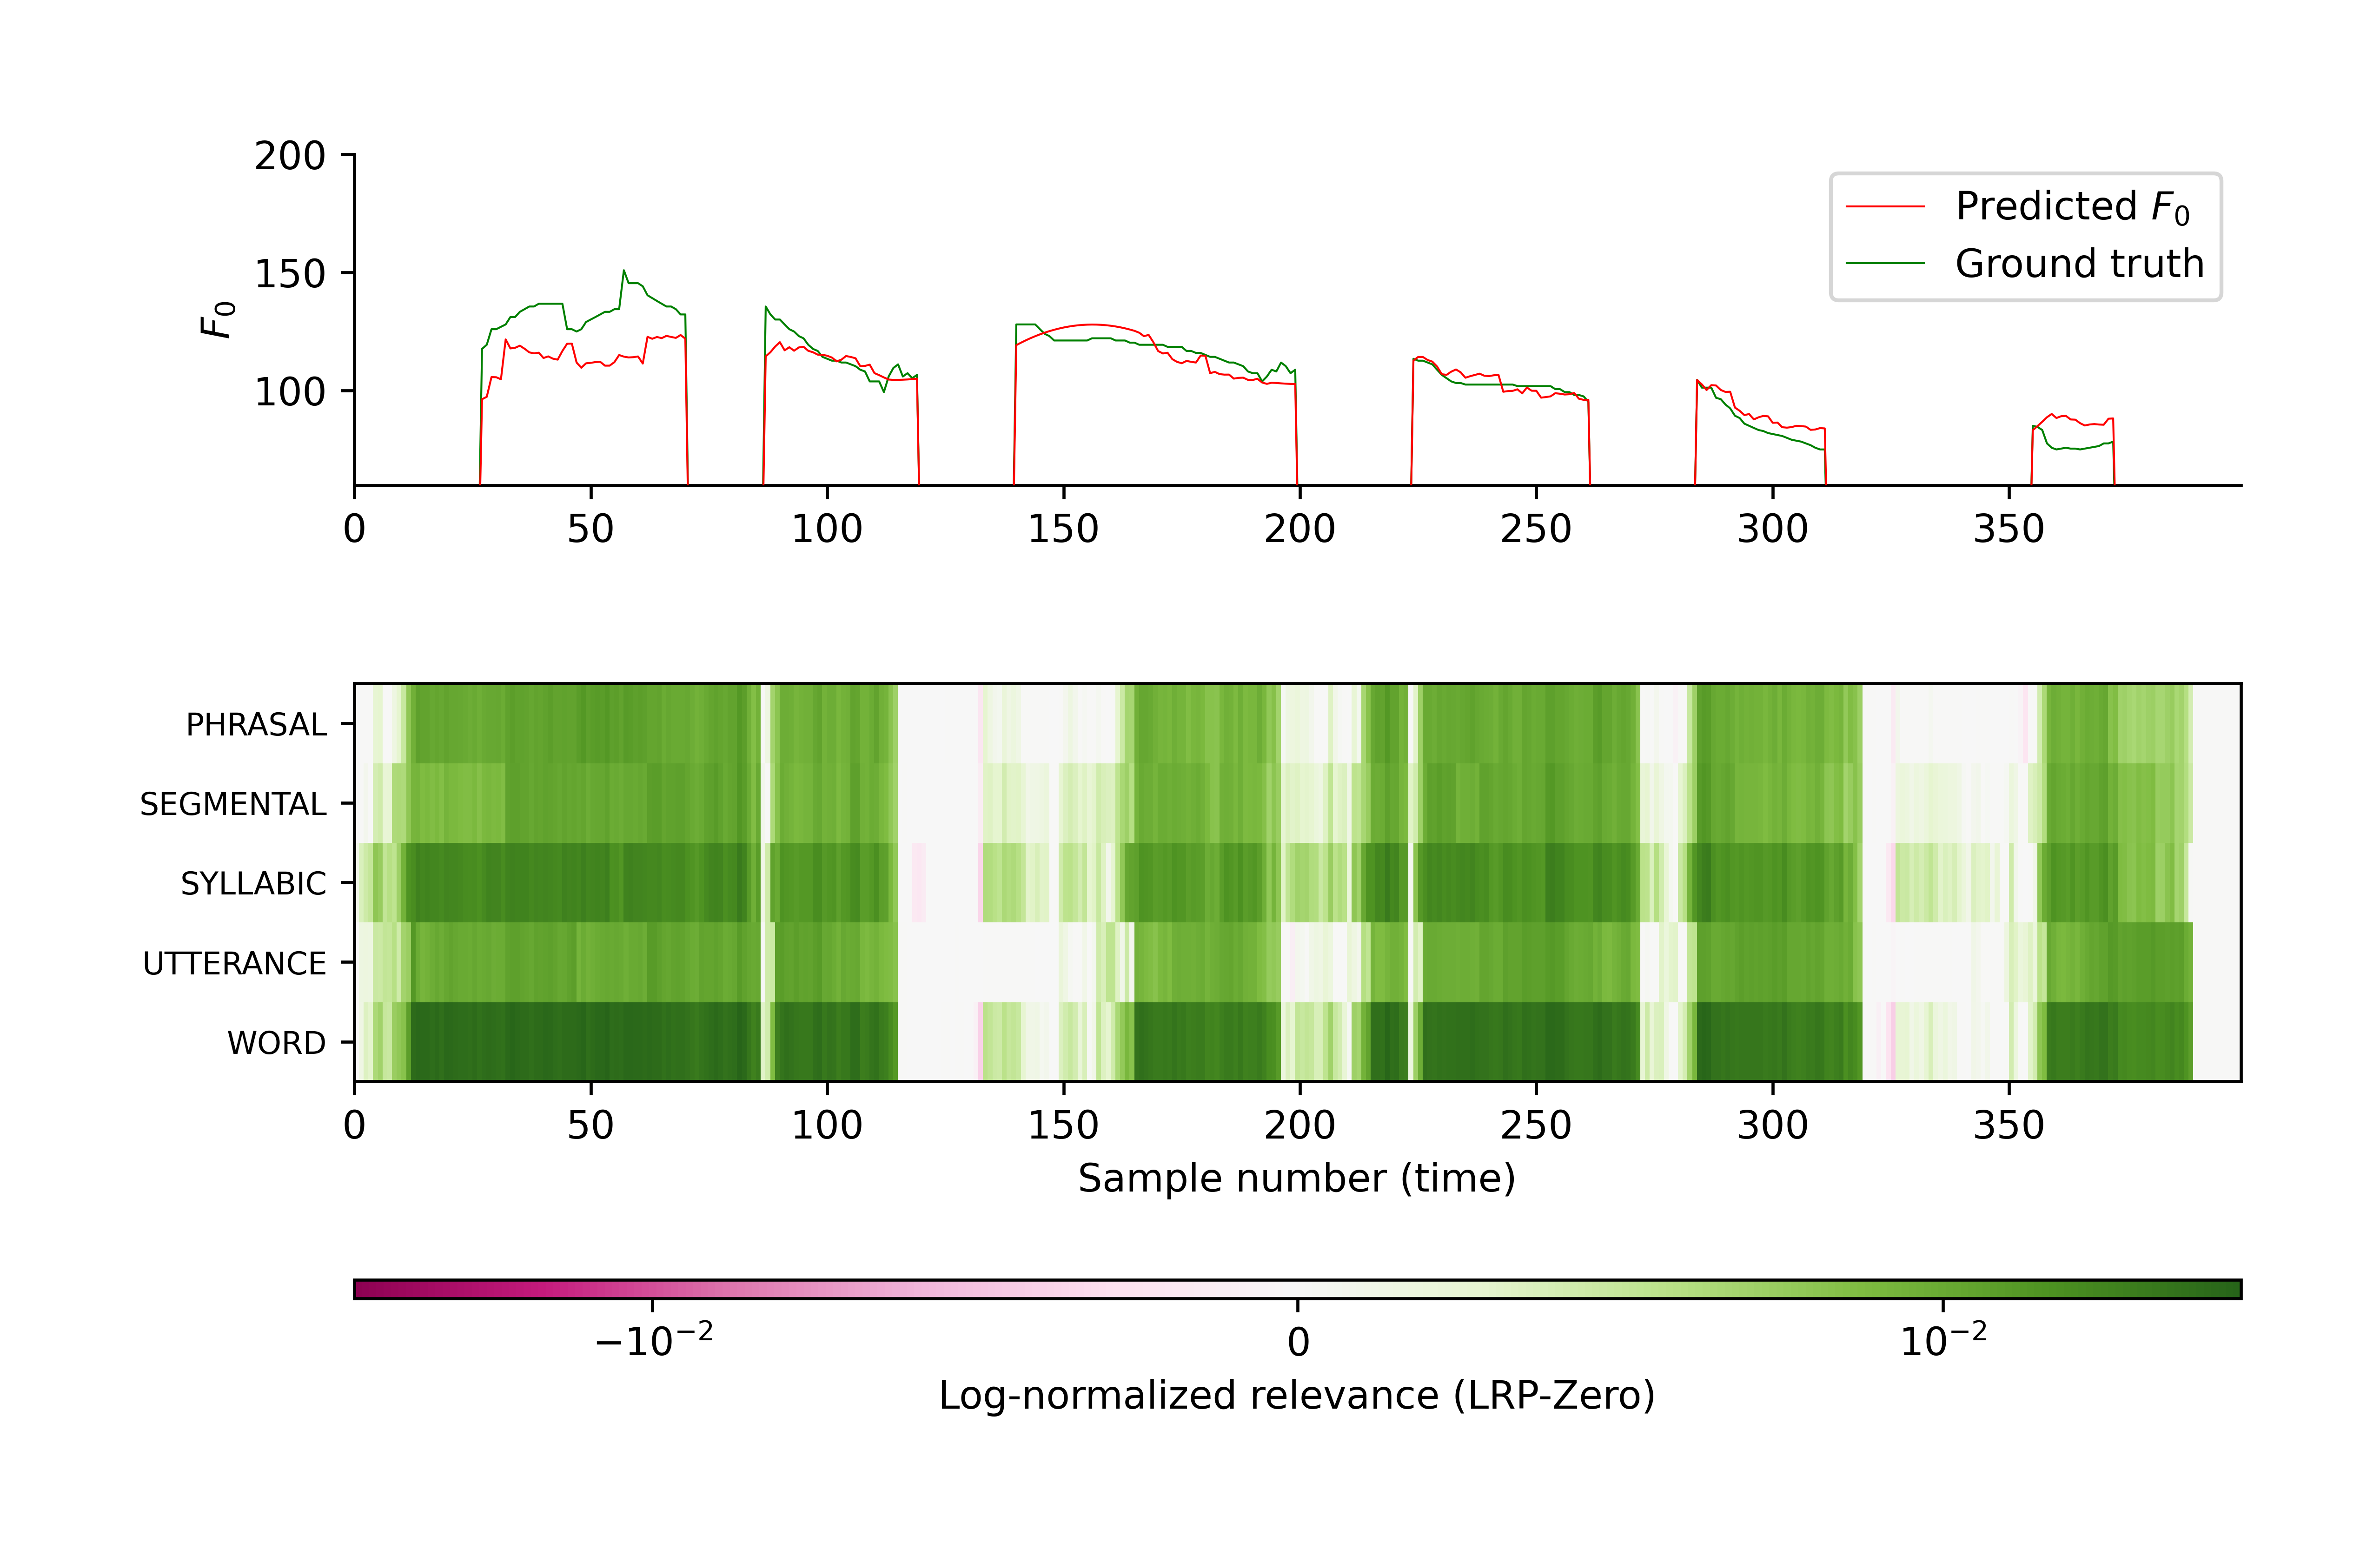 200
150
100
F₀
Predicted F₀
Ground truth
0 50 100 150 200 250 300 350
PHRASAL
SEGMENTAL
SYLLABIC
UTTERANCE
WORD
0 50 100 150 200 250 300 350
Sample number (time)
−10⁻² 0 10⁻²
Log-normalized relevance (LRP-Zero)